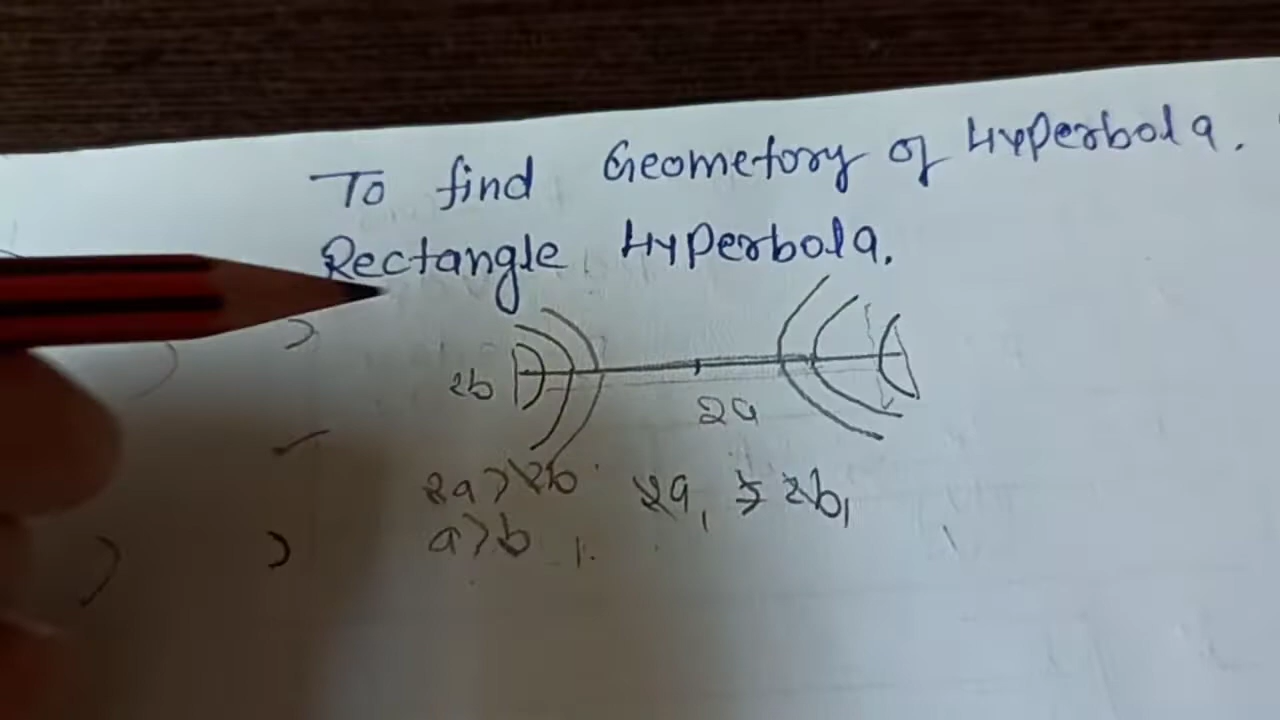 To find Geometory of Hyperbola.
Rectangle Hyperbola.
2b
2a
2a > 2b
2a, > 2b,
a > b